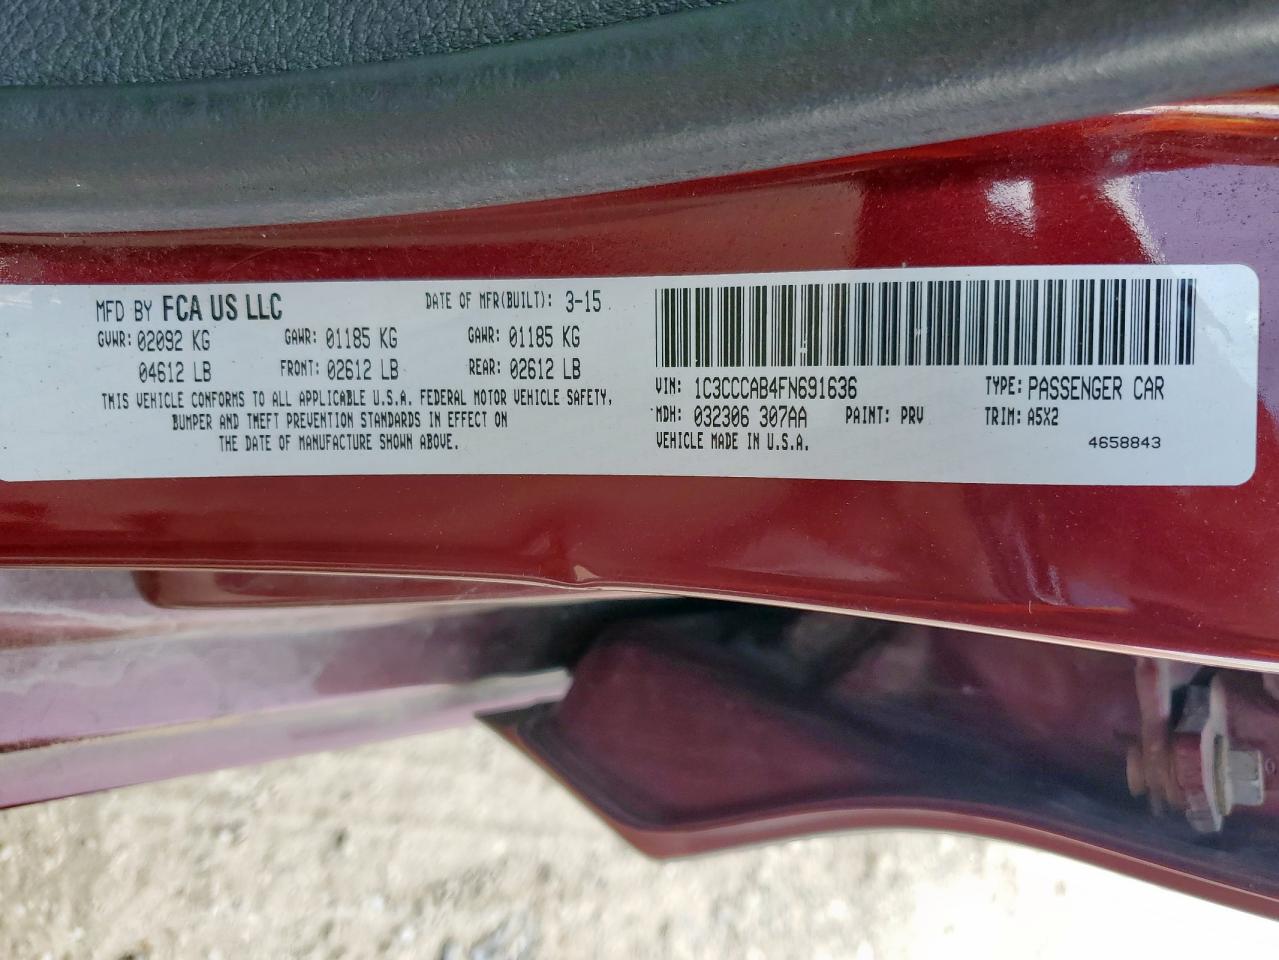 MFD BY FCA US LLC DATE OF MFR(BUILT): 3-15
GVWR: 02092 KG GAWR: 01185 KG GAWR: 01185 KG
04612 LB FRONT: 02612 LB REAR: 02612 LB
THIS VEHICLE CONFORMS TO ALL APPLICABLE U.S.A. FEDERAL MOTOR VEHICLE SAFETY,
BUMPER AND THEFT PREVENTION STANDARDS IN EFFECT ON
THE DATE OF MANUFACTURE SHOWN ABOVE.
VIN: 1C3CCCAB4FN691636 TYPE: PASSENGER CAR
MDH: 032306 307AA PAINT: PRV TRIM: A5X2
VEHICLE MADE IN U.S.A. 4658843